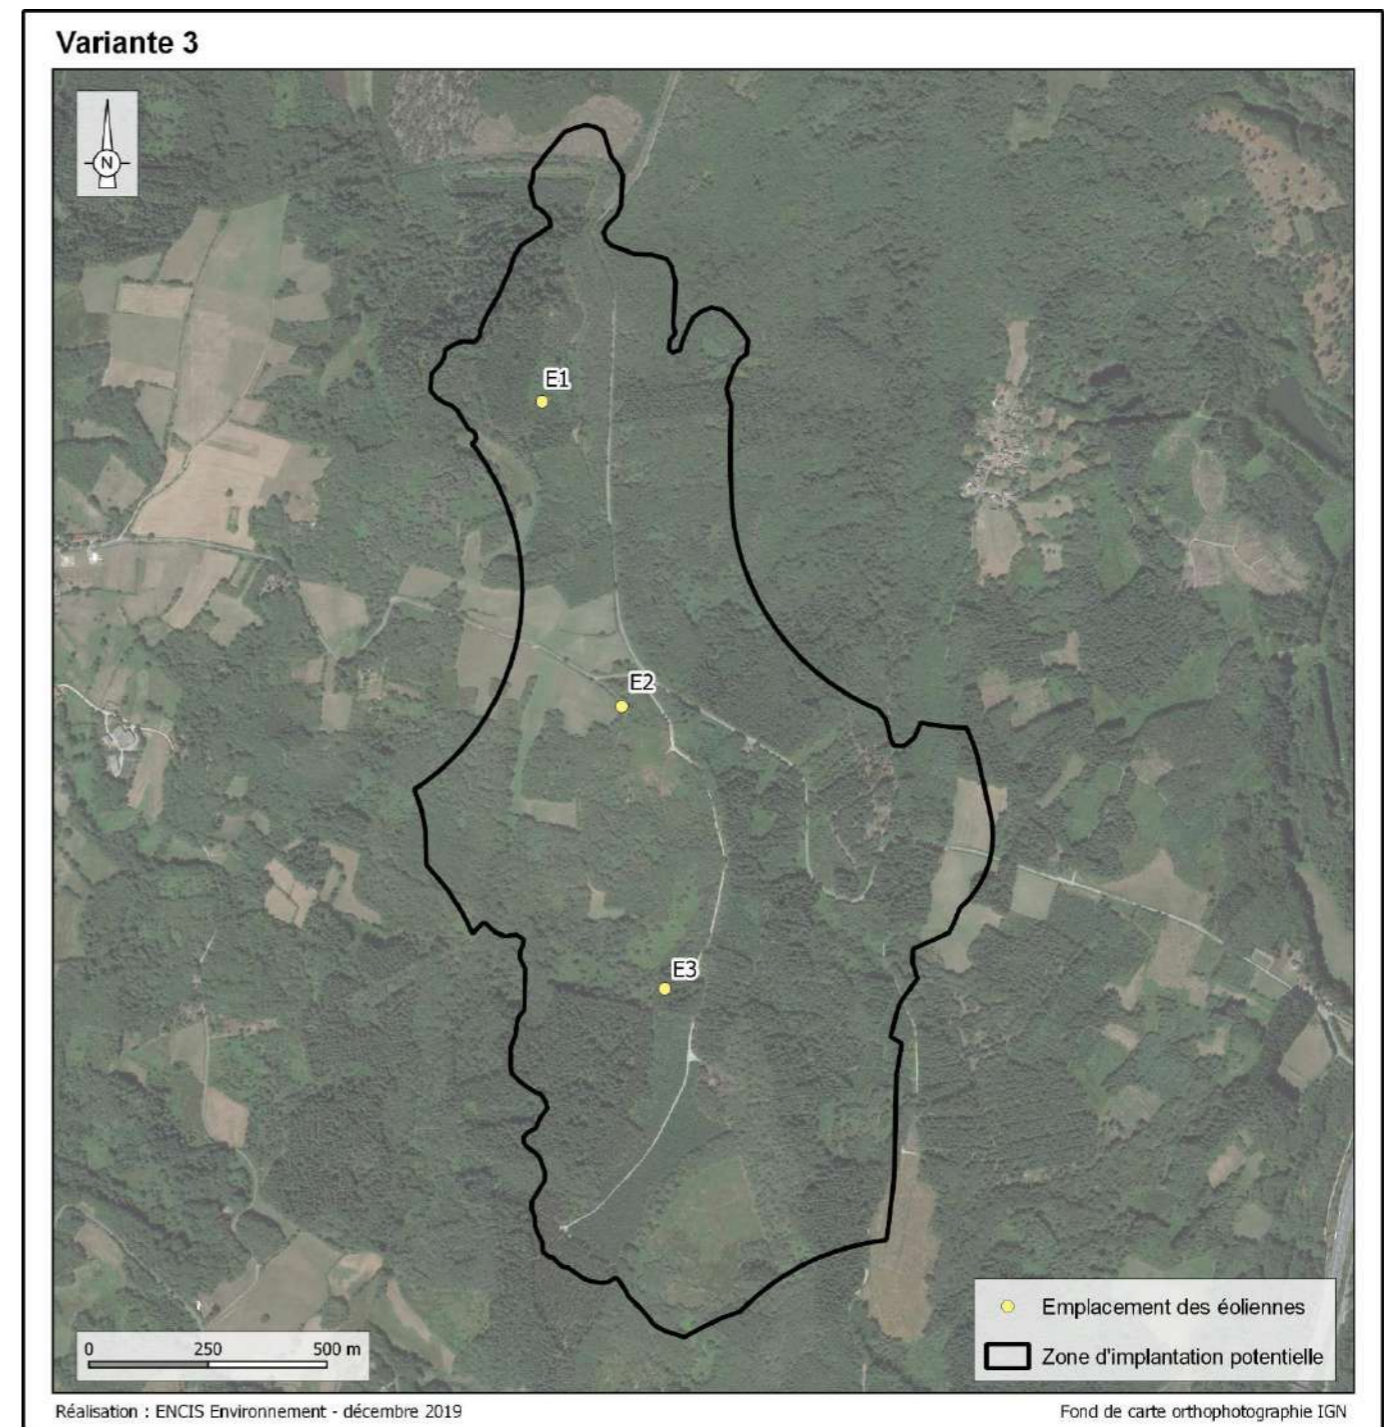 Variante 3
N
E1
E2
E3
Emplacement des éoliennes
Zone d'implantation potentielle
0 250 500 m
Réalisation : ENCIS Environnement - décembre 2019
Fond de carte orthophotographie IGN